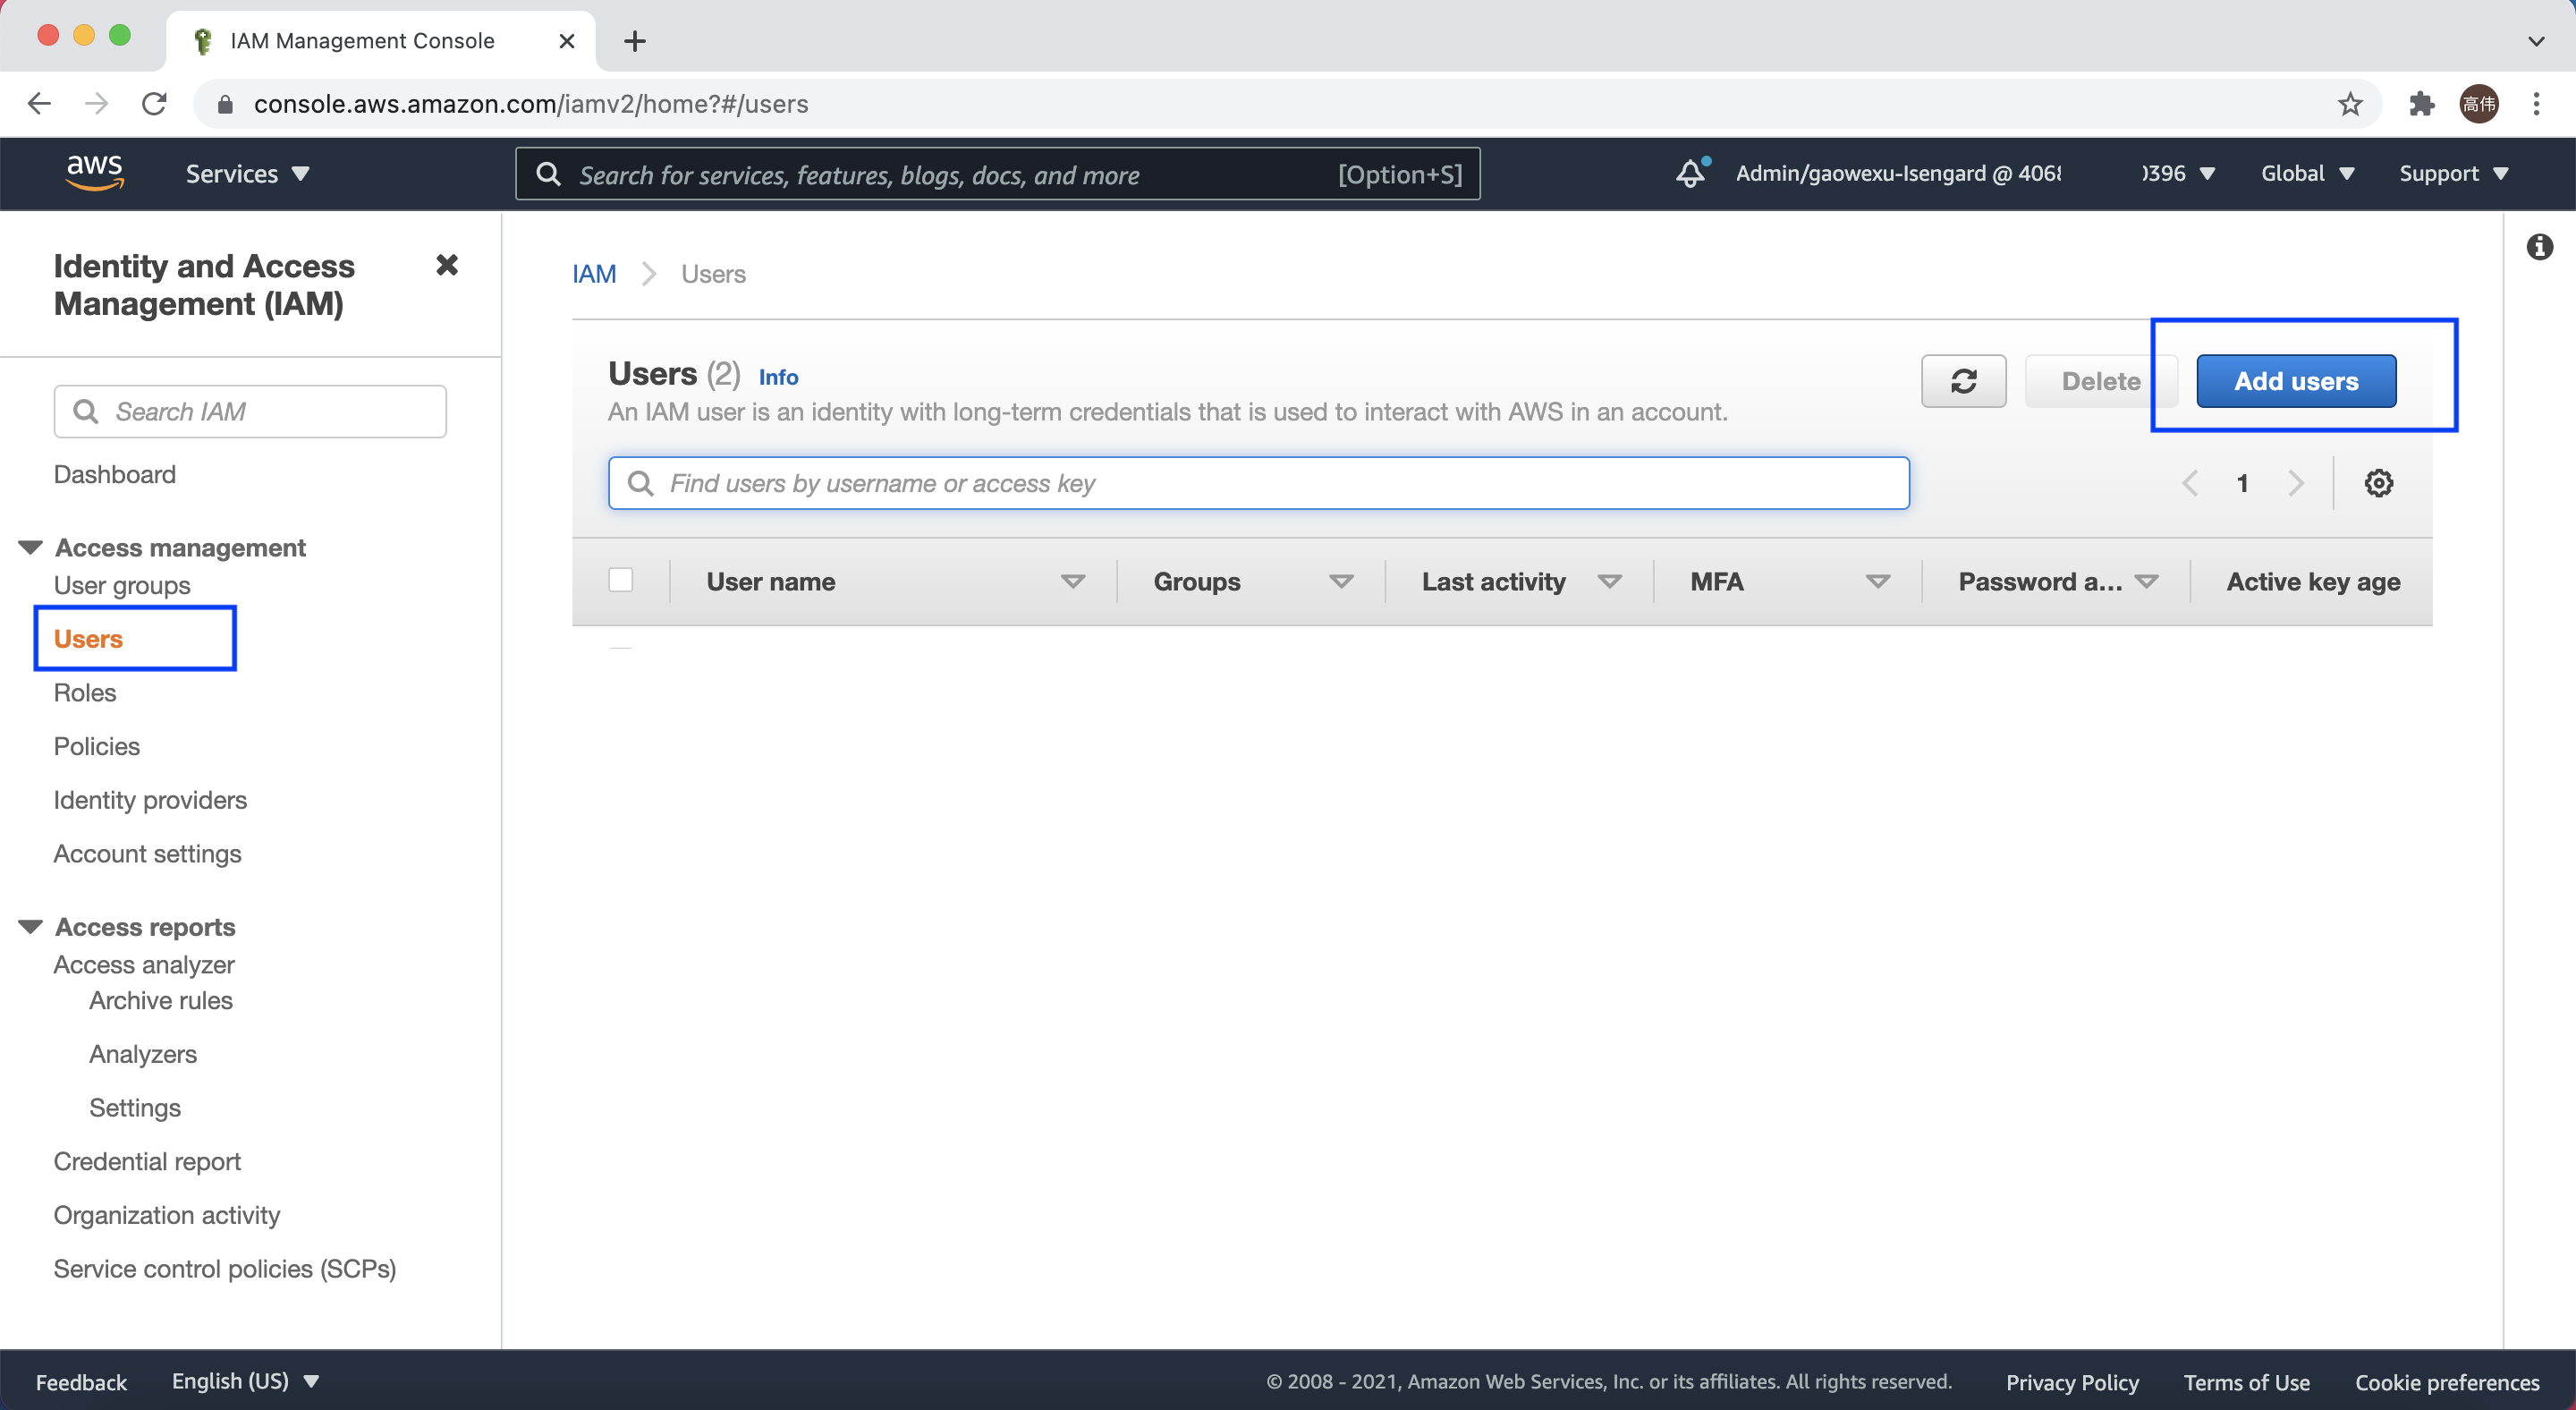 IAM Management Console
console.aws.amazon.com/iamv2/home?#/users
高伟
aws
Services
Search for services, features, blogs, docs, and more [Option+S]
Admin/gaowexu-Isengard @ 406
0396
Global
Support
Identity and Access
Management (IAM)
Search IAM
Dashboard
Access management
User groups
Users
Roles
Policies
Identity providers
Account settings
Access reports
Access analyzer
Archive rules
Analyzers
Settings
Credential report
Organization activity
Service control policies (SCPs)
IAM > Users
Users (2) Info
An IAM user is an identity with long-term credentials that is used to interact with AWS in an account.
Delete
Add users
Find users by username or access key
1
User name Groups Last activity MFA Password a... Active key age
Feedback English (US) © 2008 - 2021, Amazon Web Services, Inc. or its affiliates. All rights reserved. Privacy Policy Terms of Use Cookie preferences